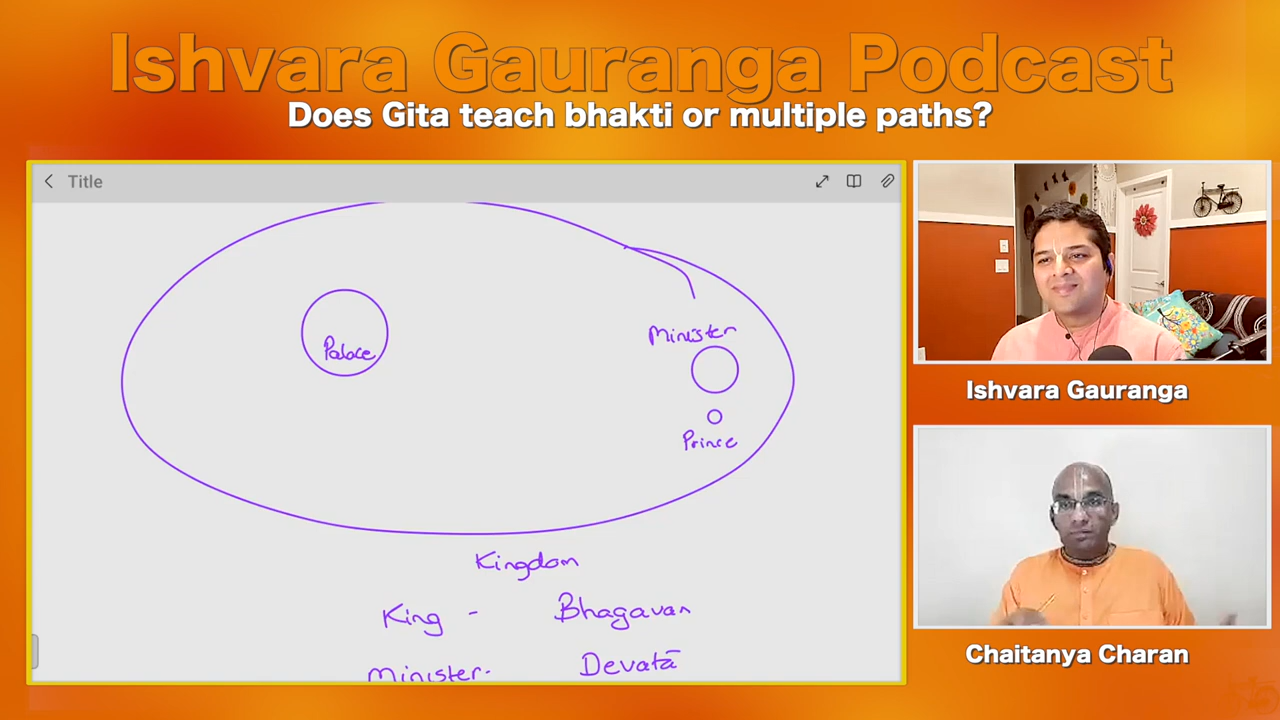 Ishvara Gauranga Podcast
Does Gita teach bhakti or multiple paths?
Title
Palace
Minister
Prince
Kingdom
King - Bhagavan
Minister- Devatā
Ishvara Gauranga
Chaitanya Charan